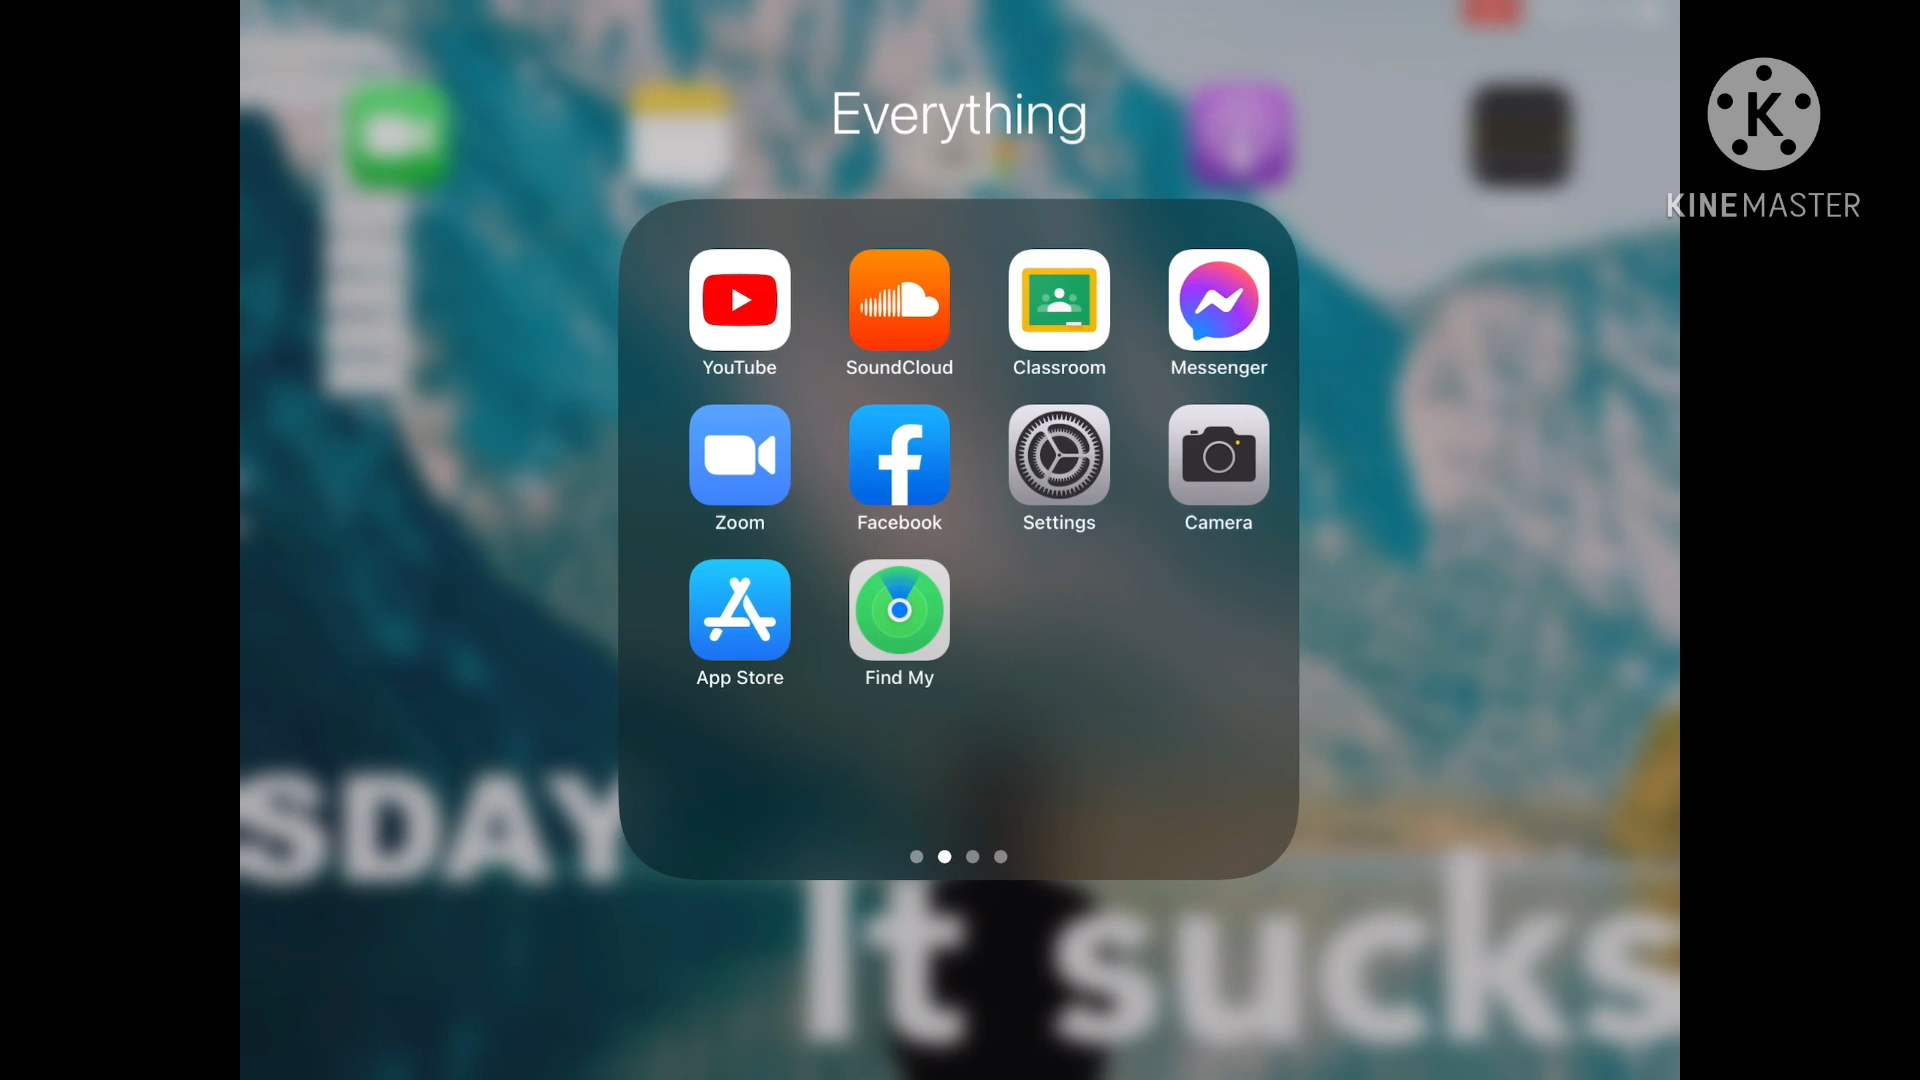 Everything
K
KINEMASTER
YouTube
SoundCloud
Classroom
Messenger
Zoom
Facebook
Settings
Camera
App Store
Find My
SDAY
It sucks